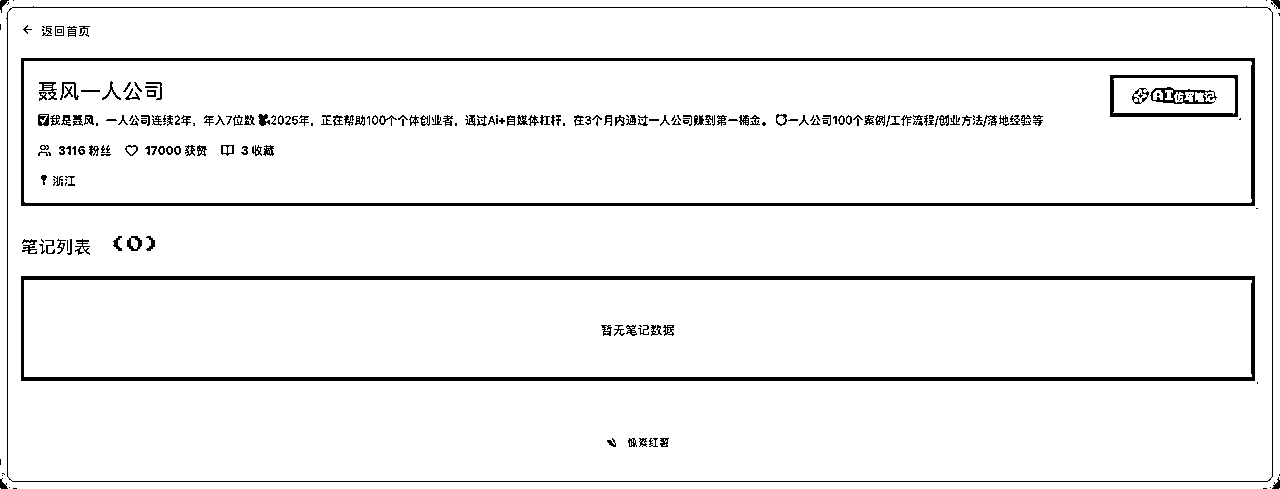 ← 返回首页
聂风一人公司
AI仿写笔记
✅我是聂风，一人公司连续2年，年入7位数 2025年，正在帮助100个个体创业者，通过Ai+自媒体杠杆，在3个月内通过一人公司赚到第一桶金。 ⏰一人公司100个案例/工作流程/创业方法/落地经验等
3116 粉丝 17000 获赞 3 收藏
📍 浙江
笔记列表 (0)
暂无笔记数据
🍠 像素红薯